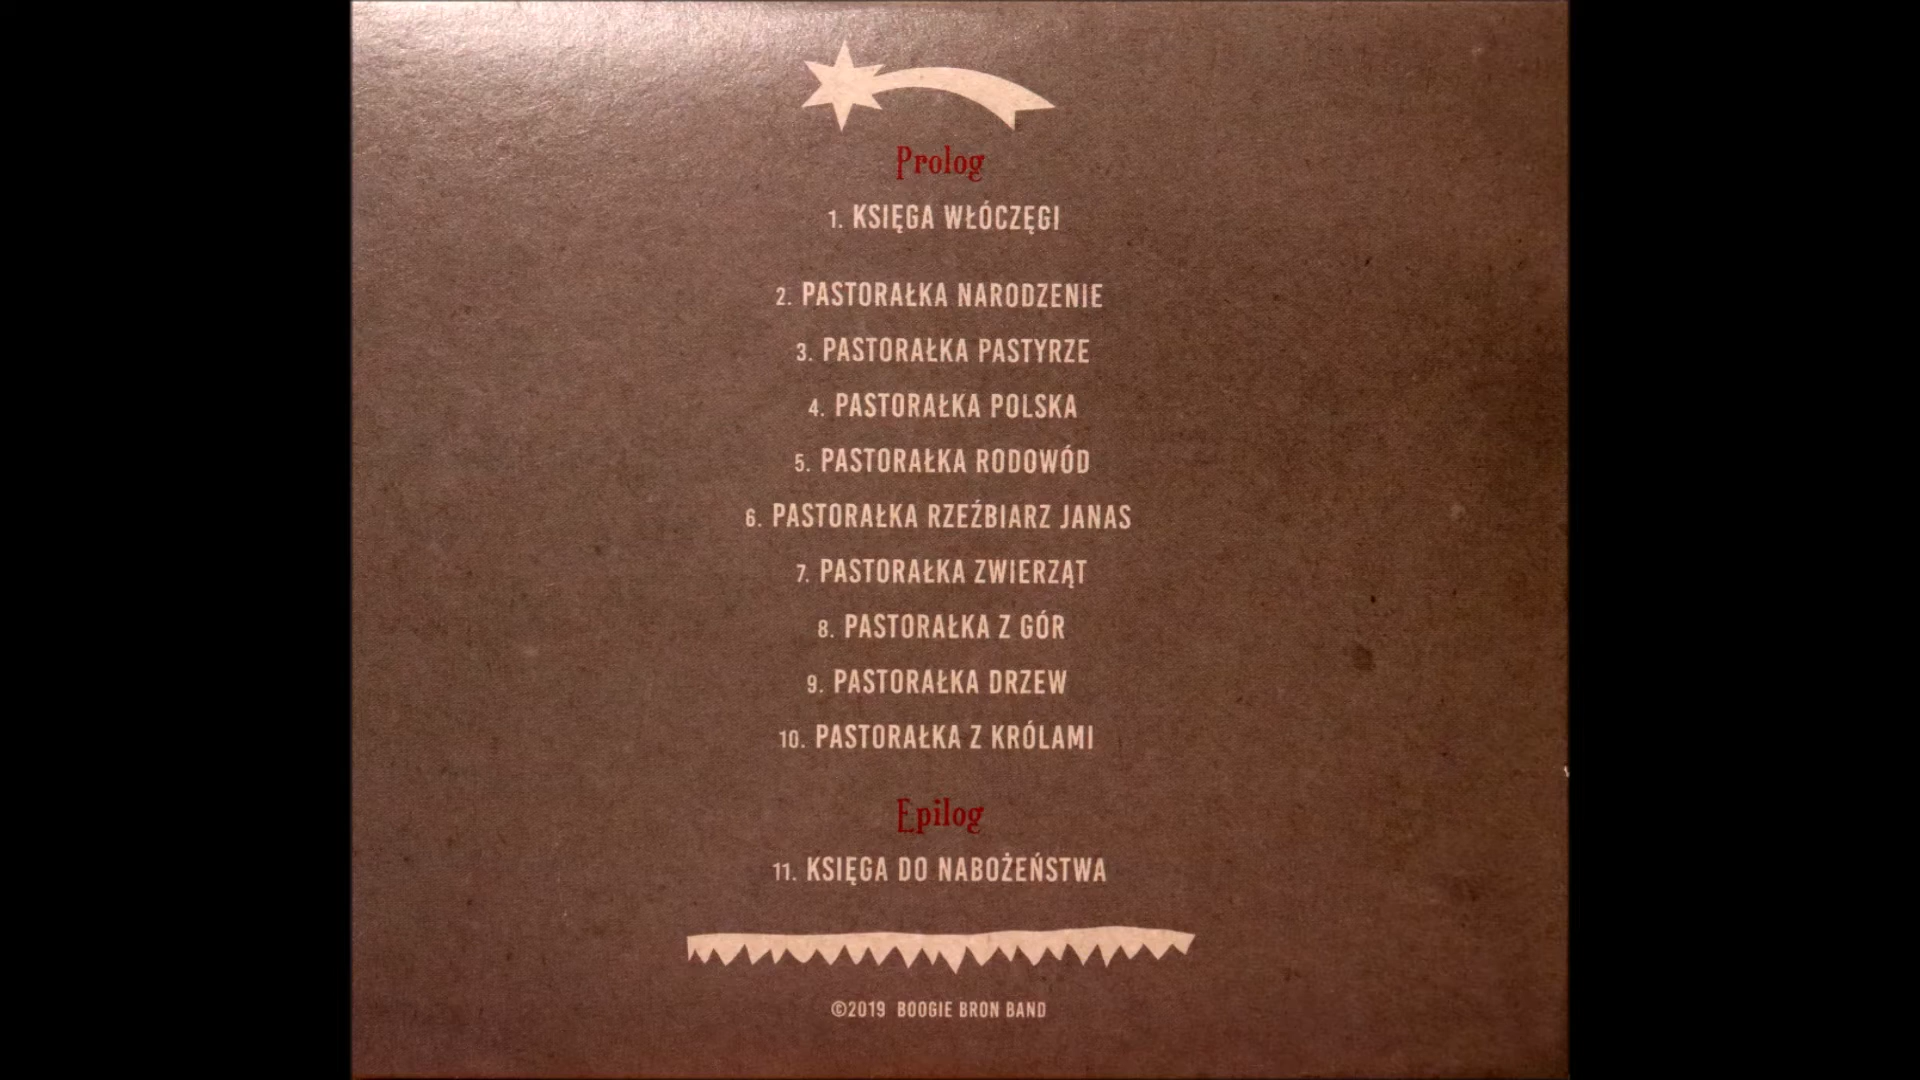 Prolog
1. KSIĘGA WŁÓCZĘGI
2. PASTORAŁKA NARODZENIE
3. PASTORAŁKA PASTYRZE
4. PASTORAŁKA POLSKA
5. PASTORAŁKA RODOWÓD
6. PASTORAŁKA RZEŹBIARZ JANAS
7. PASTORAŁKA ZWIERZĄT
8. PASTORAŁKA Z GÓR
9. PASTORAŁKA DRZEW
10. PASTORAŁKA Z KRÓLAMI
Epilog
11. KSIĘGA DO NABOŻEŃSTWA
©2019 BOOGIE BRON BAND